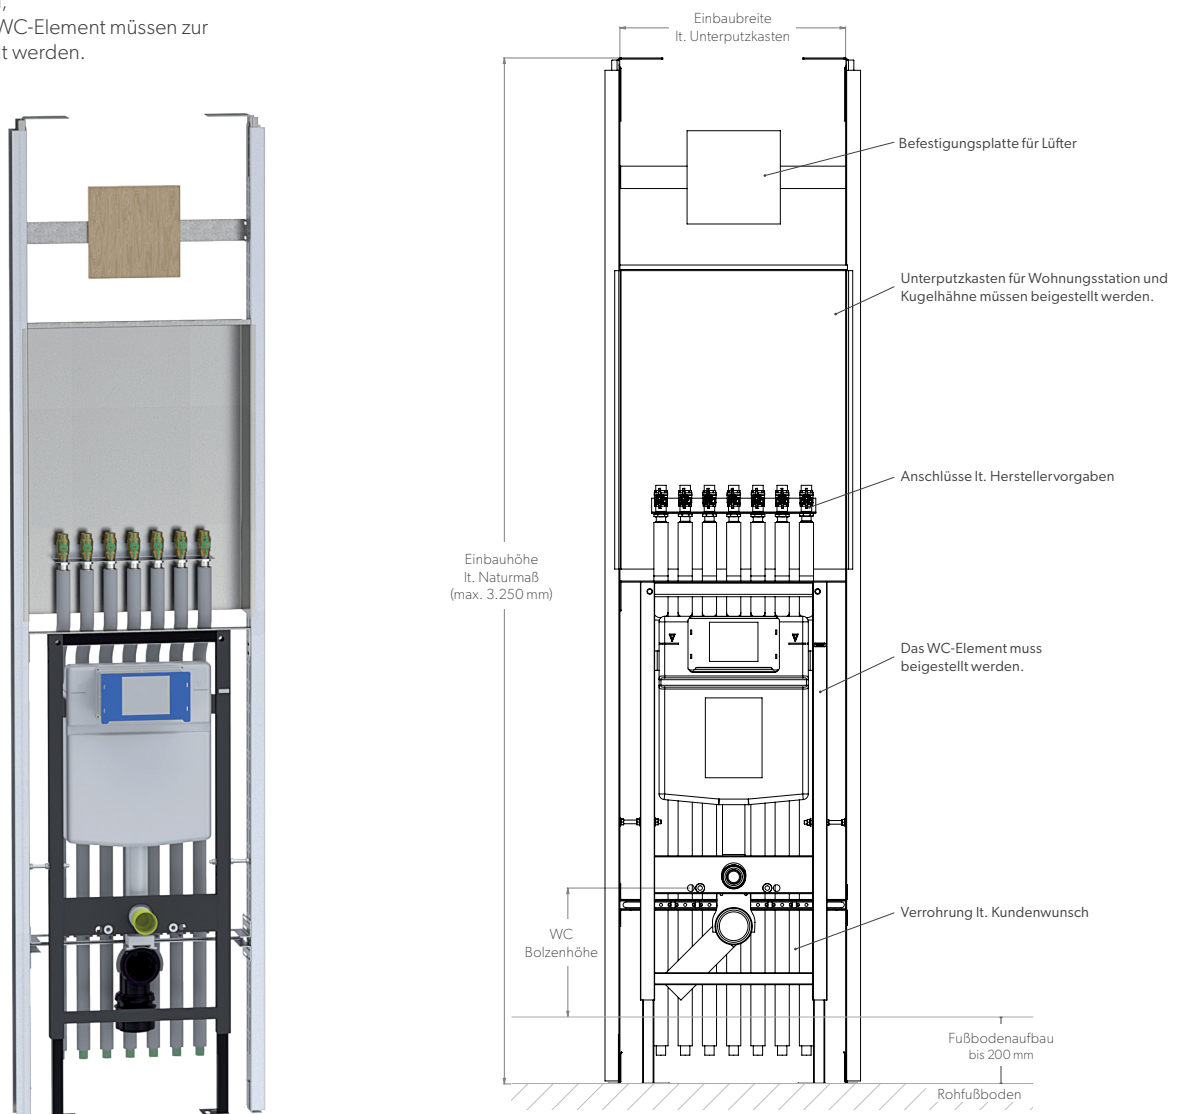 WC-Element müssen zur
werden.
Einbaubreite
lt. Unterputzkasten
Befestigungsplatte für Lüfter
Unterputzkasten für Wohnungsstation und
Kugelhähne müssen beigestellt werden.
Anschlüsse lt. Herstellervorgaben
Einbauhöhe
lt. Naturmaß
(max. 3.250 mm)
Das WC-Element muss
beigestellt werden.
Verrohrung lt. Kundenwunsch
WC
Bolzenhöhe
Fußbodenaufbau
bis 200 mm
Rohfußboden